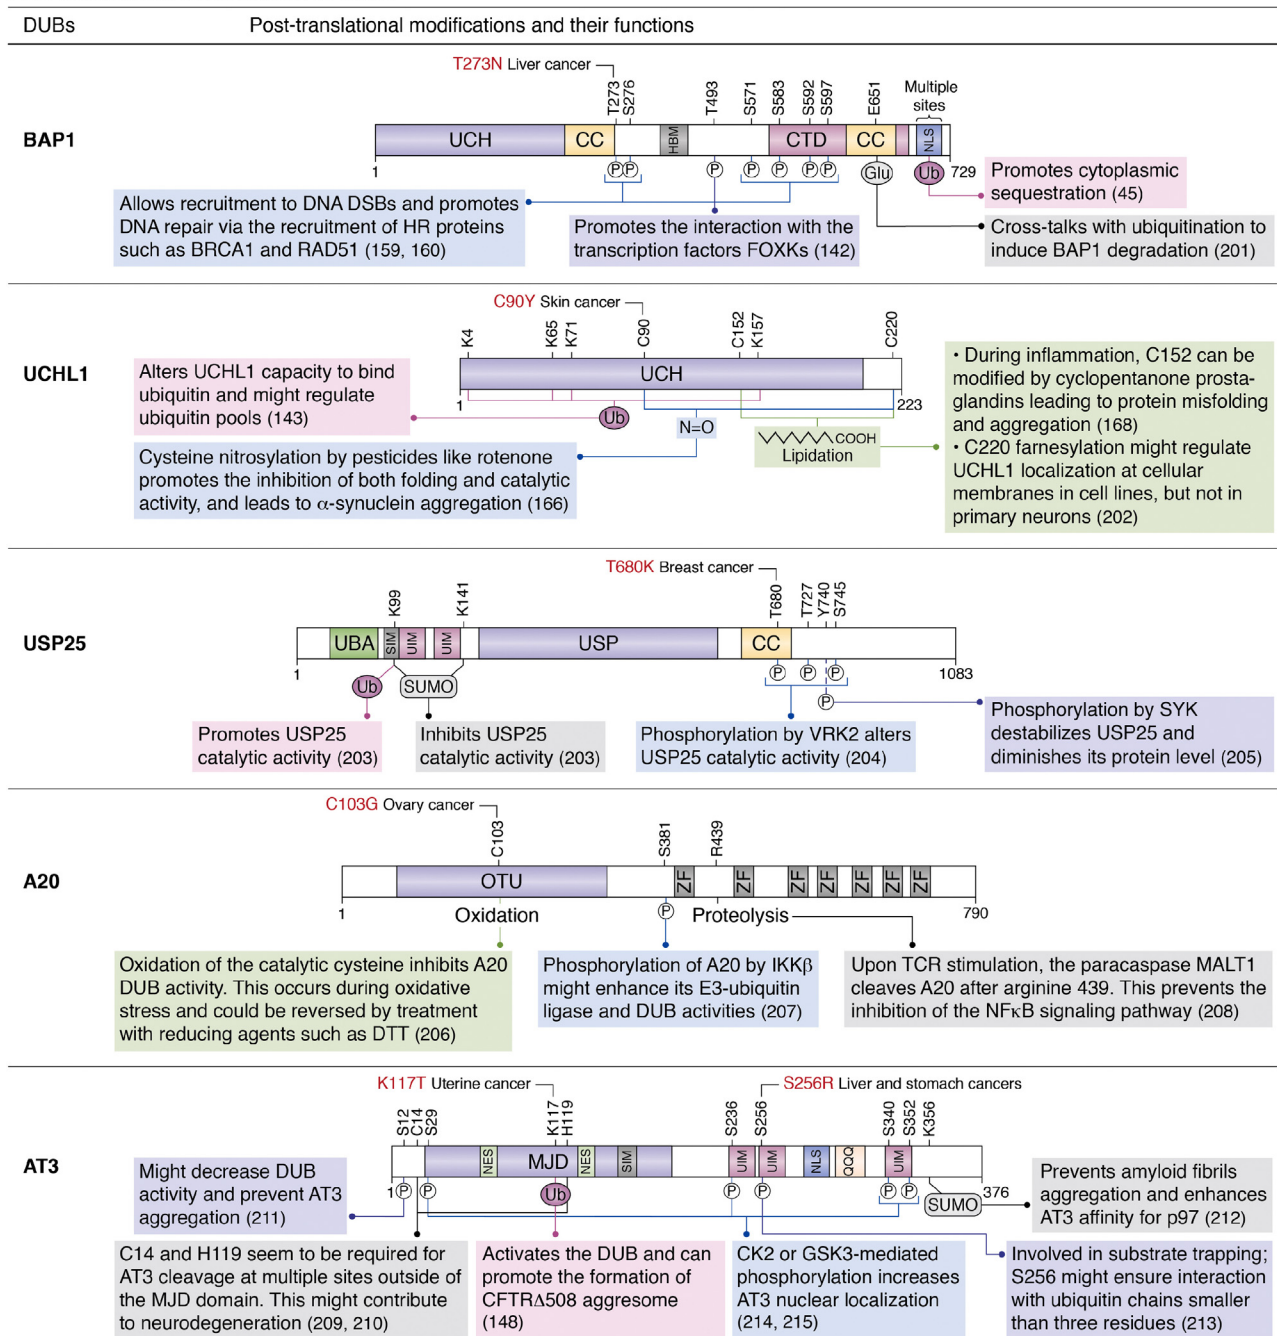 DUBs Post-translational modifications and their functions
T273N Liver cancer
T273 S276 T493 S571 S583 S592 S597 E651 Multiple sites
BAP1
UCH CC HBM CTD CC NLS
1 P P P P P P P Glu Ub 729
Allows recruitment to DNA DSBs and promotes
DNA repair via the recruitment of HR proteins
such as BRCA1 and RAD51 (159, 160)
Promotes the interaction with the
transcription factors FOXKs (142)
Promotes cytoplasmic
sequestration (45)
Cross-talks with ubiquitination to
induce BAP1 degradation (201)
C90Y Skin cancer
K4 K65 K71 C90 C152 K157 C220
UCHL1
UCH
1 223
Ub
N=O
COOH
Lipidation
Alters UCHL1 capacity to bind
ubiquitin and might regulate
ubiquitin pools (143)
Cysteine nitrosylation by pesticides like rotenone
promotes the inhibition of both folding and catalytic
activity, and leads to α-synuclein aggregation (166)
• During inflammation, C152 can be
modified by cyclopentanone prosta-
glandins leading to protein misfolding
and aggregation (168)
• C220 farnesylation might regulate
UCHL1 localization at cellular
membranes in cell lines, but not in
primary neurons (202)
T680K Breast cancer
K99 K141 T680 T727 Y740 S745
USP25
UBA SIM UIM UIM USP CC
1 1083
Ub SUMO P P P
P
Promotes USP25
catalytic activity (203)
Inhibits USP25
catalytic activity (203)
Phosphorylation by VRK2 alters
USP25 catalytic activity (204)
Phosphorylation by SYK
destabilizes USP25 and
diminishes its protein level (205)
C103G Ovary cancer
C103 S381 R439
A20
OTU ZF ZF ZF ZF ZF ZF ZF
1 Oxidation P Proteolysis 790
Oxidation of the catalytic cysteine inhibits A20
DUB activity. This occurs during oxidative
stress and could be reversed by treatment
with reducing agents such as DTT (206)
Phosphorylation of A20 by IKKβ
might enhance its E3-ubiquitin
ligase and DUB activities (207)
Upon TCR stimulation, the paracaspase MALT1
cleaves A20 after arginine 439. This prevents the
inhibition of the NFκB signaling pathway (208)
K117T Uterine cancer S256R Liver and stomach cancers
S12 C14 S29 K117 H119 S236 S256 S340 S352 K356
AT3
NES MJD NES SIM UIM UIM NLS QQQ UIM
1 P P Ub P P P P SUMO 376
Might decrease DUB
activity and prevent AT3
aggregation (211)
Prevents amyloid fibrils
aggregation and enhances
AT3 affinity for p97 (212)
C14 and H119 seem to be required for
AT3 cleavage at multiple sites outside of
the MJD domain. This might contribute
to neurodegeneration (209, 210)
Activates the DUB and can
promote the formation of
CFTRΔ508 aggresome
(148)
CK2 or GSK3-mediated
phosphorylation increases
AT3 nuclear localization
(214, 215)
Involved in substrate trapping;
S256 might ensure interaction
with ubiquitin chains smaller
than three residues (213)